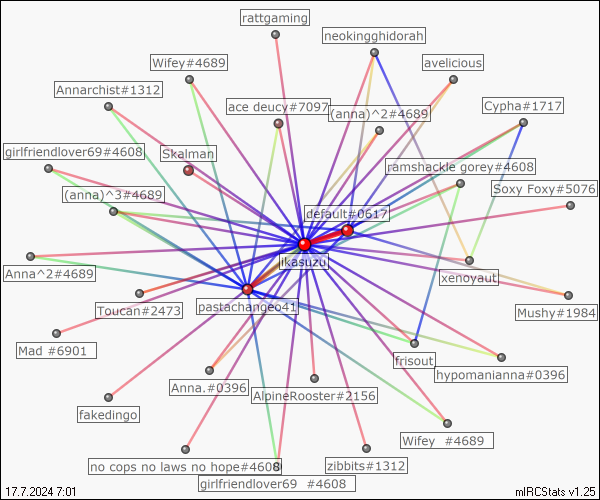 rattgaming
neokingghidorah
Wifey#4689
avelicious
Annarchist#1312
ace deucy#7097
(anna)^2#4689
Cypha#1717
girlfriendlover69#4608
Skalman
ramshackle gorey#4608
(anna)^3#4689
Soxy Foxy#5076
default#0617
ikasuzu
Anna^2#4689
xenoyaut
Toucan#2473
pastachangeo41
Mushy#1984
Mad #6901
frisout
hypomanianna#0396
Anna.#0396
AlpineRooster#2156
fakedingo
Wifey #4689
no cops no laws no hope#4608
zibbits#1312
girlfriendlover69 #4608
17.7.2024 7:01
mIRCStats v1.25